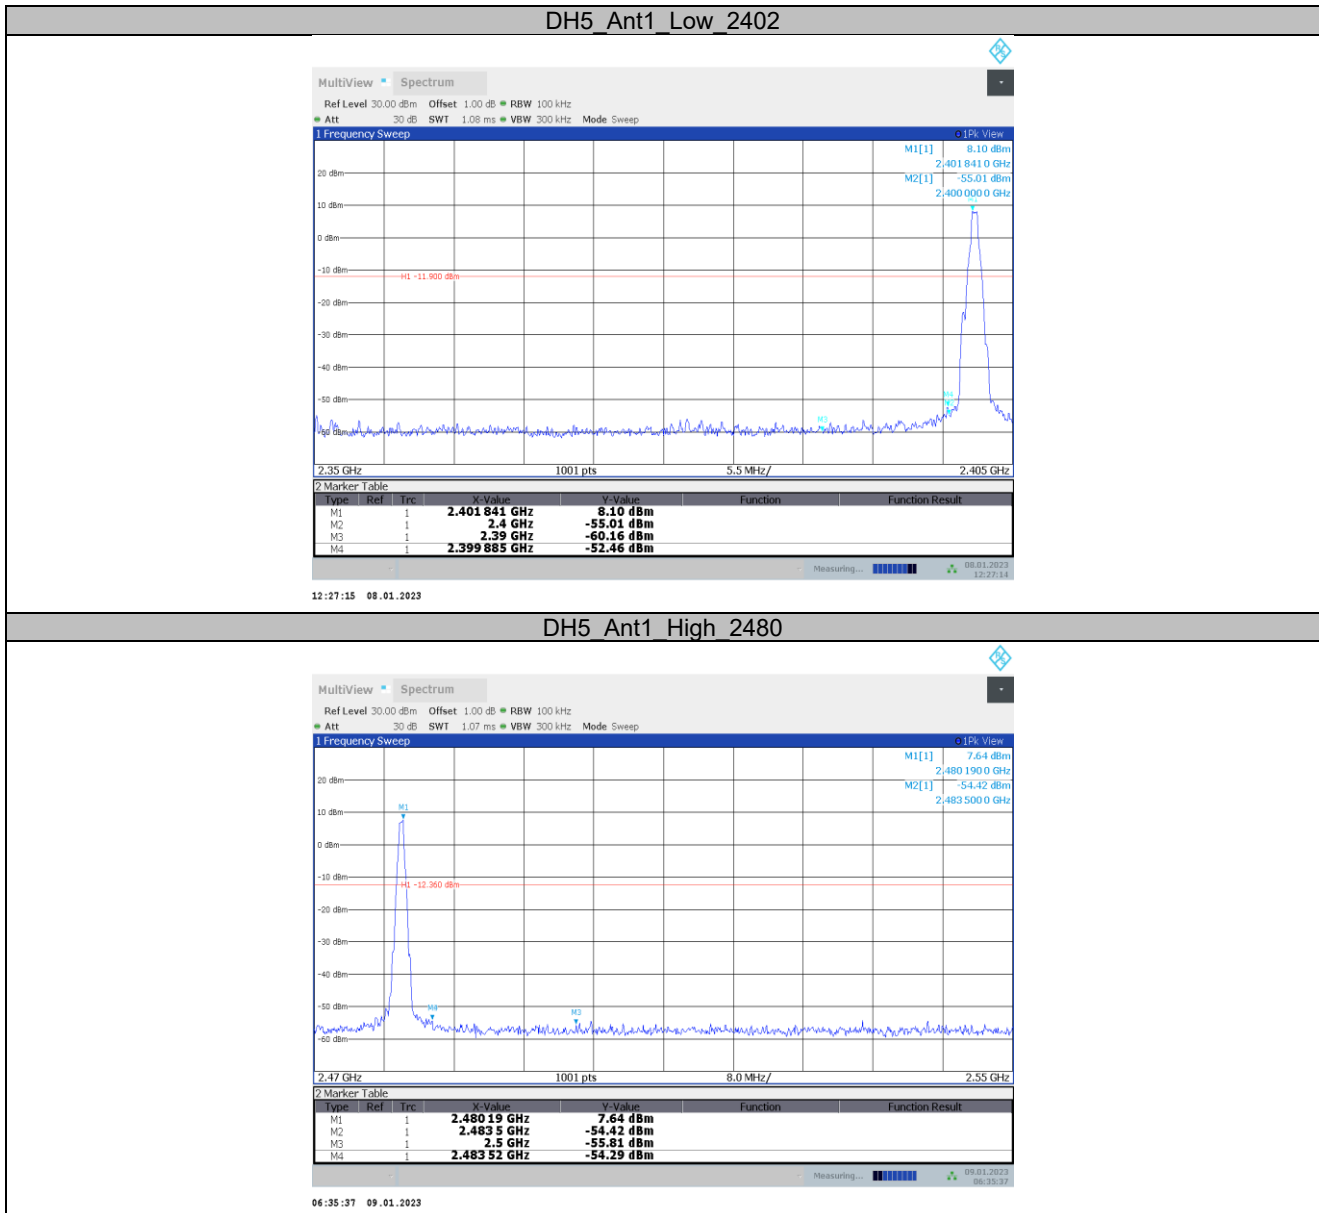 DH5_Ant1_Low_2402
MultiView Spectrum
Ref Level 30.00 dBm Offset 1.00 dB RBW 100 kHz
Att 30 dB SWT 1.08 ms VBW 300 kHz Mode Sweep
1 Frequency Sweep 1Pk View
M1[1] 8.10 dBm
2.401 841 0 GHz
20 dBm
M2[1] -55.01 dBm
2.400 000 0 GHz
M1
10 dBm
0 dBm
-10 dBm
H1 -11.900 dBm
-20 dBm
-30 dBm
-40 dBm
M4
-50 dBm
M2
M3
-60 dBm
2.35 GHz 1001 pts 5.5 MHz/ 2.405 GHz
2 Marker Table
Type Ref Trc X-Value Y-Value Function Function Result
M1 1 2.401 841 GHz 8.10 dBm
M2 1 2.4 GHz -55.01 dBm
M3 1 2.39 GHz -60.16 dBm
M4 1 2.399 885 GHz -52.46 dBm
Measuring... 08.01.2023
12:27:14
12:27:15 08.01.2023
DH5_Ant1_High_2480
MultiView Spectrum
Ref Level 30.00 dBm Offset 1.00 dB RBW 100 kHz
Att 30 dB SWT 1.07 ms VBW 300 kHz Mode Sweep
1 Frequency Sweep 1Pk View
M1[1] 7.64 dBm
2.480 190 0 GHz
20 dBm
M2[1] -54.42 dBm
2.483 500 0 GHz
M1
10 dBm
0 dBm
-10 dBm
H1 -12.360 dBm
-20 dBm
-30 dBm
-40 dBm
-50 dBm
M4
M3
-60 dBm
2.47 GHz 1001 pts 8.0 MHz/ 2.55 GHz
2 Marker Table
Type Ref Trc X-Value Y-Value Function Function Result
M1 1 2.480 19 GHz 7.64 dBm
M2 1 2.483 5 GHz -54.42 dBm
M3 1 2.5 GHz -55.81 dBm
M4 1 2.483 52 GHz -54.29 dBm
Measuring... 09.01.2023
06:35:37
06:35:37 09.01.2023